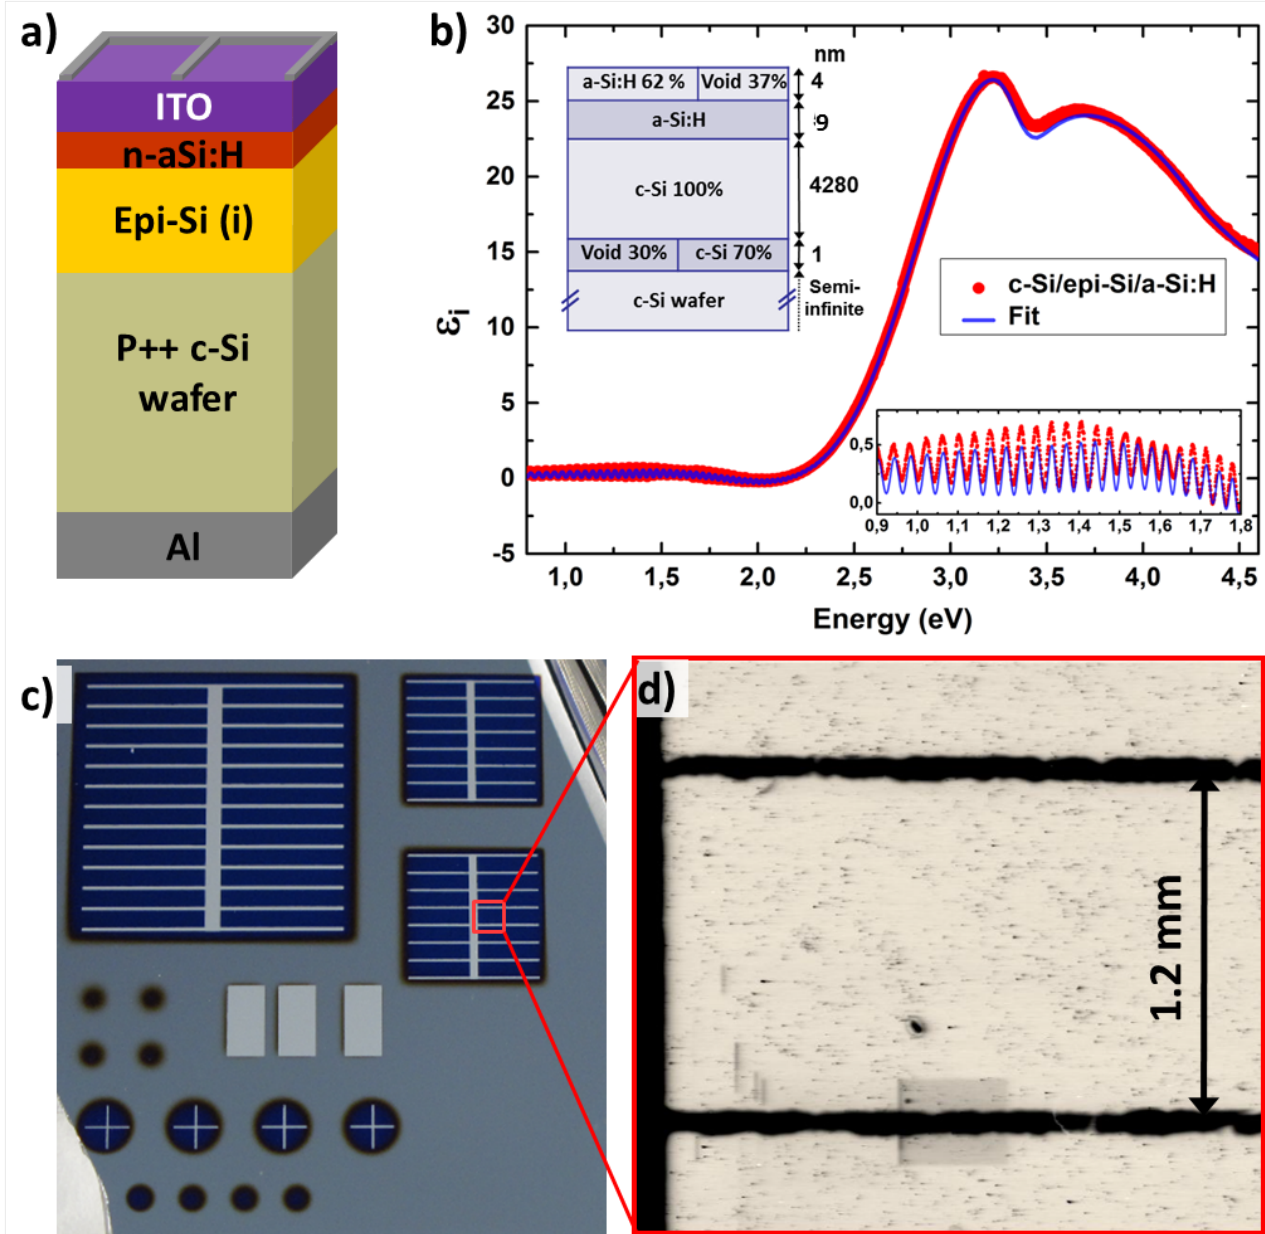 a)
ITO
n-aSi:H
Epi-Si (i)
P++ c-Si
wafer
Al
b)
30
25
20
15
10
5
0
-5
εi
1,0
1,5
2,0
2,5
3,0
3,5
4,0
4,5
Energy (eV)
nm
a-Si:H 62 %
Void 37%
4
a-Si:H
9
c-Si 100%
4280
Void 30%
c-Si 70%
1
c-Si wafer
Semi-
infinite
c-Si/epi-Si/a-Si:H
Fit
0,5
0,0
0,9
1,0
1,1
1,2
1,3
1,4
1,5
1,6
1,7
1,8
c)
d)
1.2 mm